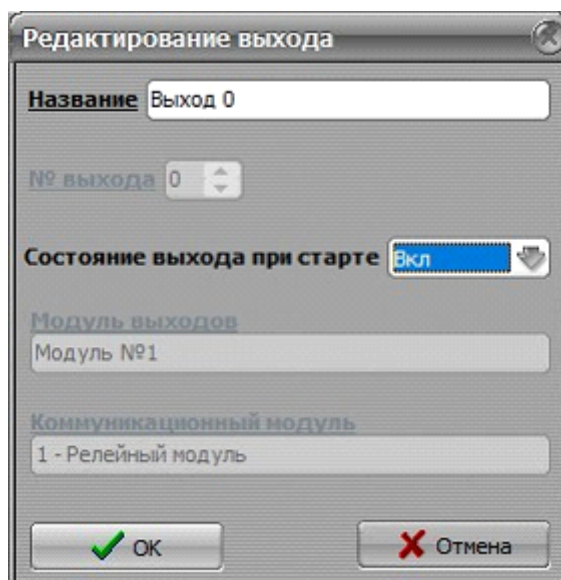 Редактирование выхода
Название Выход 0
№ выхода 0
Состояние выхода при старте Вкл
Модуль выходов
Модуль №1
Коммуникационный модуль
1 - Релейный модуль
OK Отмена